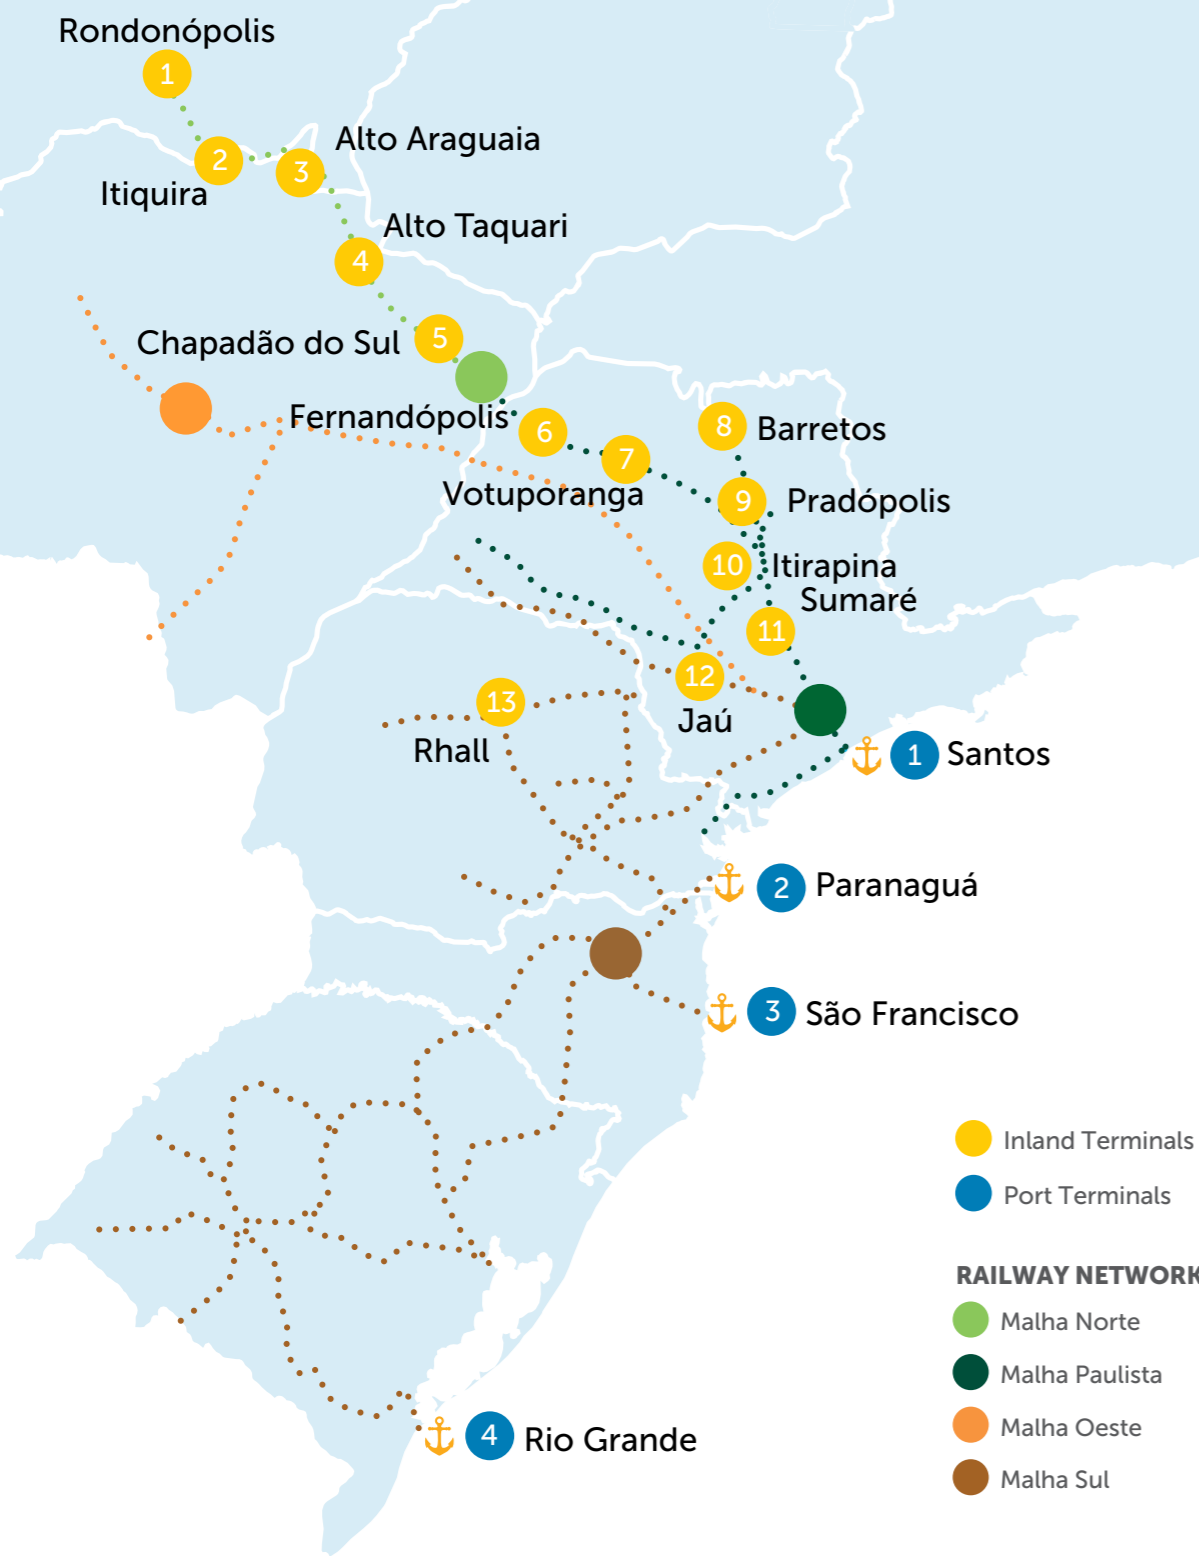 Rondonópolis
1
2
Itiquira
3
Alto Araguaia
Alto Taquari
4
Chapadão do Sul
5
Fernandópolis
6
7
Votuporanga
8 Barretos
9 Pradópolis
10 Itirapina
Sumaré
11
12
Jaú
13
Rhall
1 Santos
2 Paranaguá
3 São Francisco
4 Rio Grande
Inland Terminals
Port Terminals
RAILWAY NETWORK
Malha Norte
Malha Paulista
Malha Oeste
Malha Sul